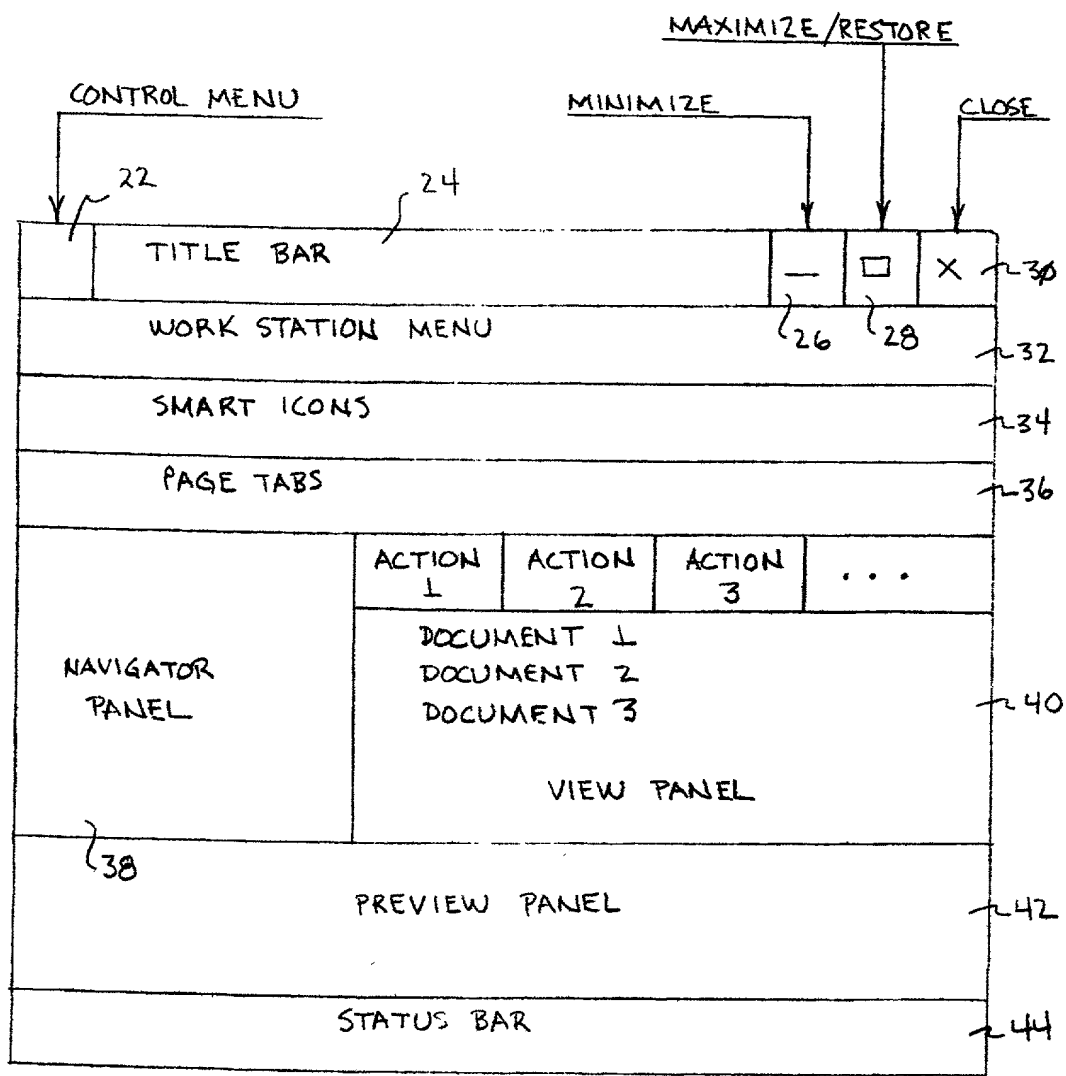 MAXIMIZE/RESTORE
CONTROL MENU
MINIMIZE
CLOSE
22
24
TITLE BAR
30
WORK STATION MENU
26
28
32
SMART ICONS
34
PAGE TABS
36
ACTION 1
ACTION 2
ACTION 3
...
DOCUMENT 1
DOCUMENT 2
DOCUMENT 3
NAVIGATOR
PANEL
40
VIEW PANEL
38
PREVIEW PANEL
42
STATUS BAR
44